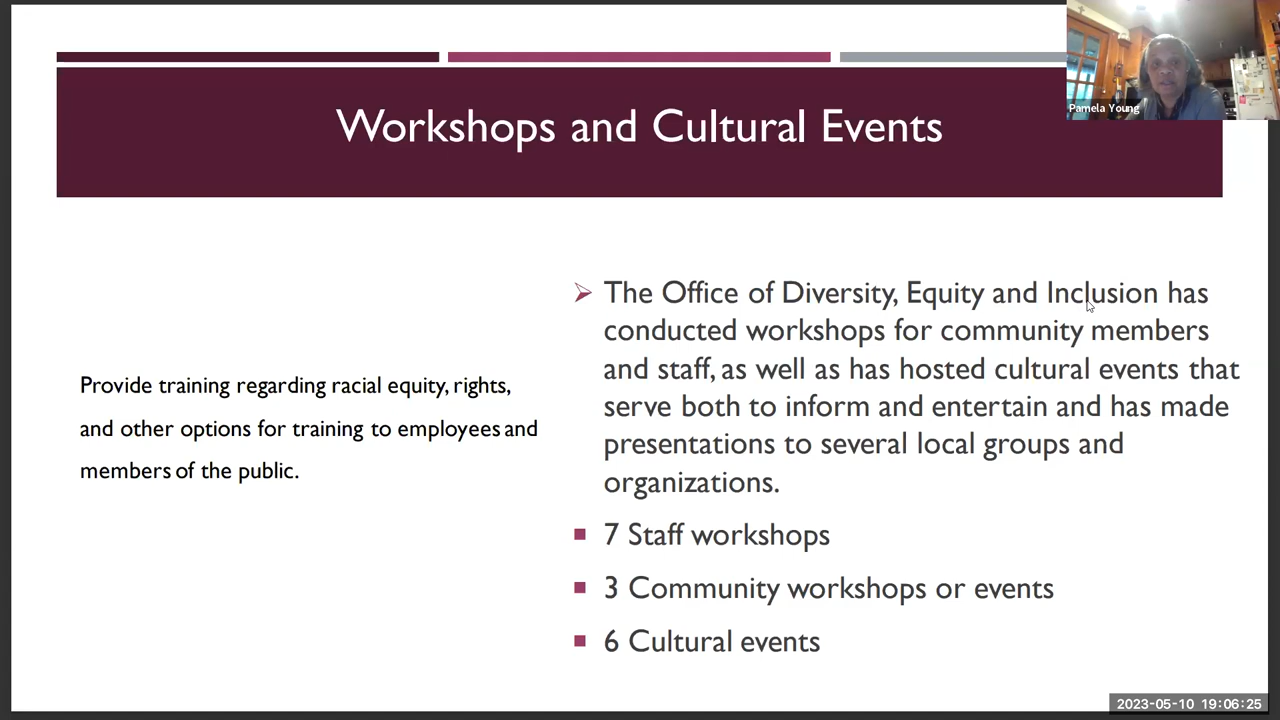 Pamela Young
Workshops and Cultural Events
Provide training regarding racial equity, rights,
and other options for training to employees and
members of the public.
The Office of Diversity, Equity and Inclusion has
conducted workshops for community members
and staff, as well as has hosted cultural events that
serve both to inform and entertain and has made
presentations to several local groups and
organizations.
7 Staff workshops
3 Community workshops or events
6 Cultural events
2023-05-10 19:06:25